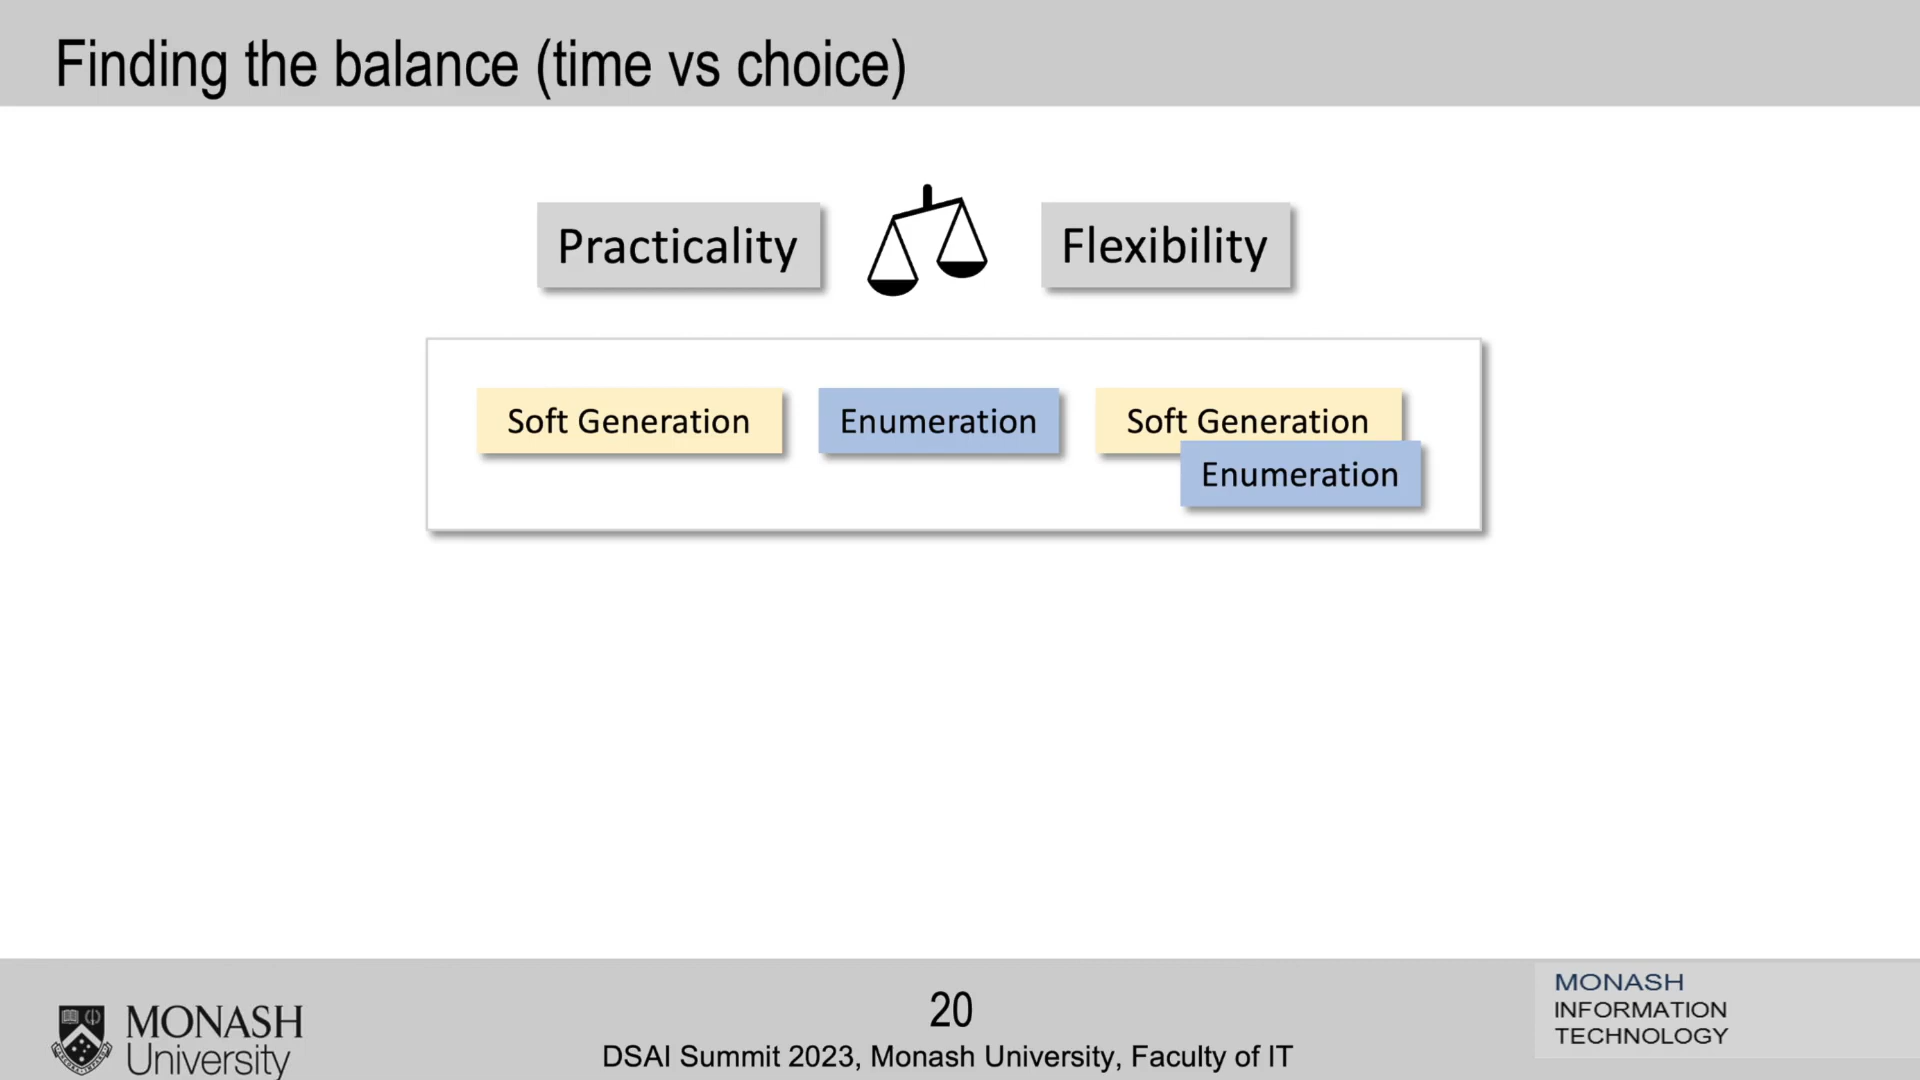 Finding the balance (time vs choice)
Practicality
Flexibility
Soft Generation
Enumeration
Soft Generation
Enumeration
MONASH
University
20
DSAI Summit 2023, Monash University, Faculty of IT
MONASH
INFORMATION
TECHNOLOGY